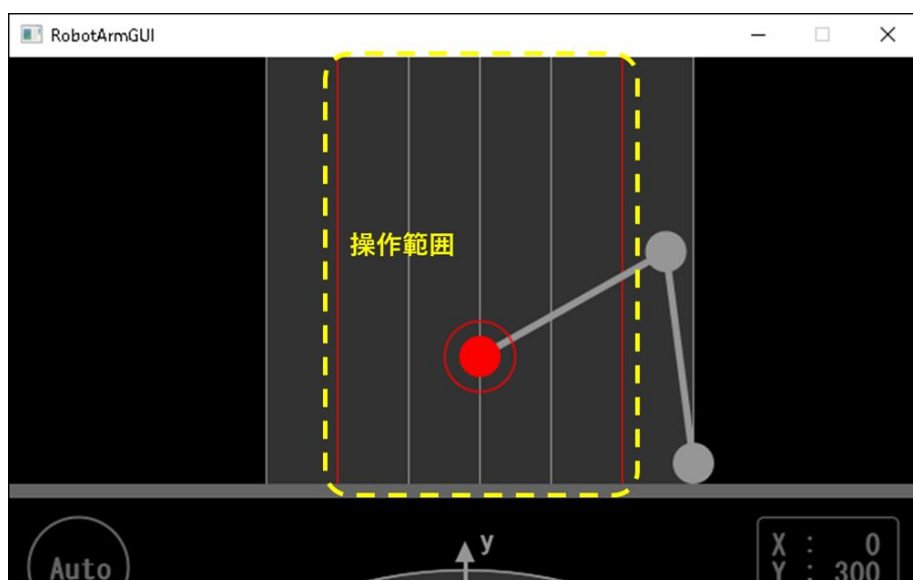 RobotArmGUI
操作範囲
y
Auto
X : 0
Y : 300